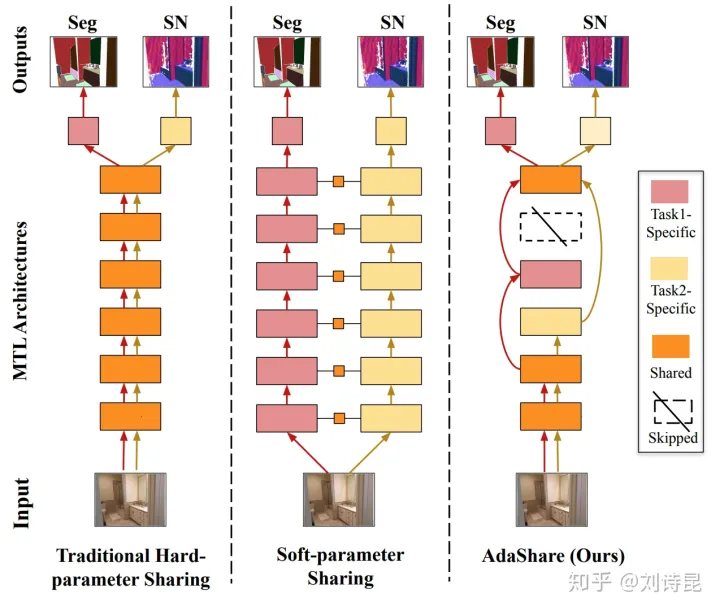 Outputs
MTL Architectures
Input
Seg SN
Traditional Hard-
parameter Sharing
Seg SN
Soft-parameter
Sharing
Seg SN
AdaShare (Ours)
Task1-
Specific
Task2-
Specific
Shared
Skipped
知乎 @刘诗昆